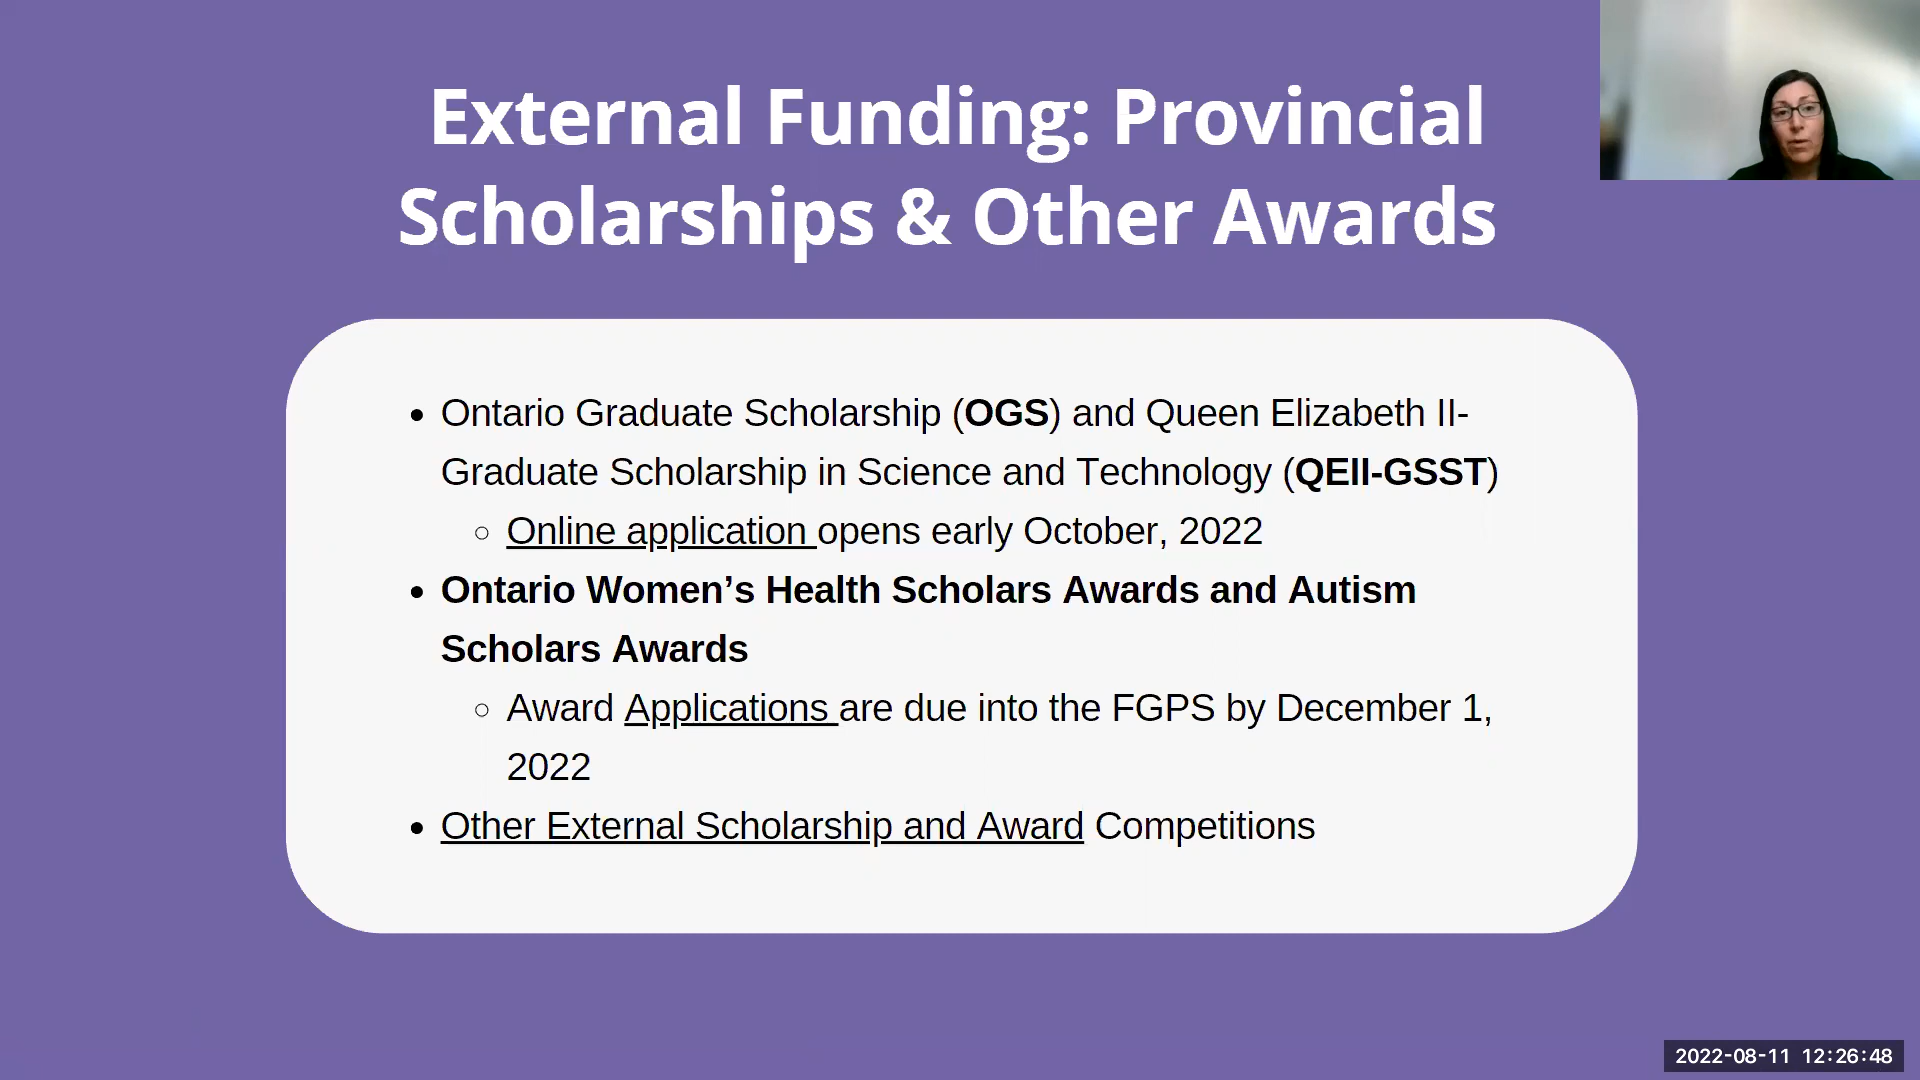 External Funding: Provincial
Scholarships & Other Awards
• Ontario Graduate Scholarship (OGS) and Queen Elizabeth II-
Graduate Scholarship in Science and Technology (QEII-GSST)
○ Online application opens early October, 2022
• Ontario Women’s Health Scholars Awards and Autism
Scholars Awards
○ Award Applications are due into the FGPS by December 1,
2022
• Other External Scholarship and Award Competitions
2022-08-11 12:26:48